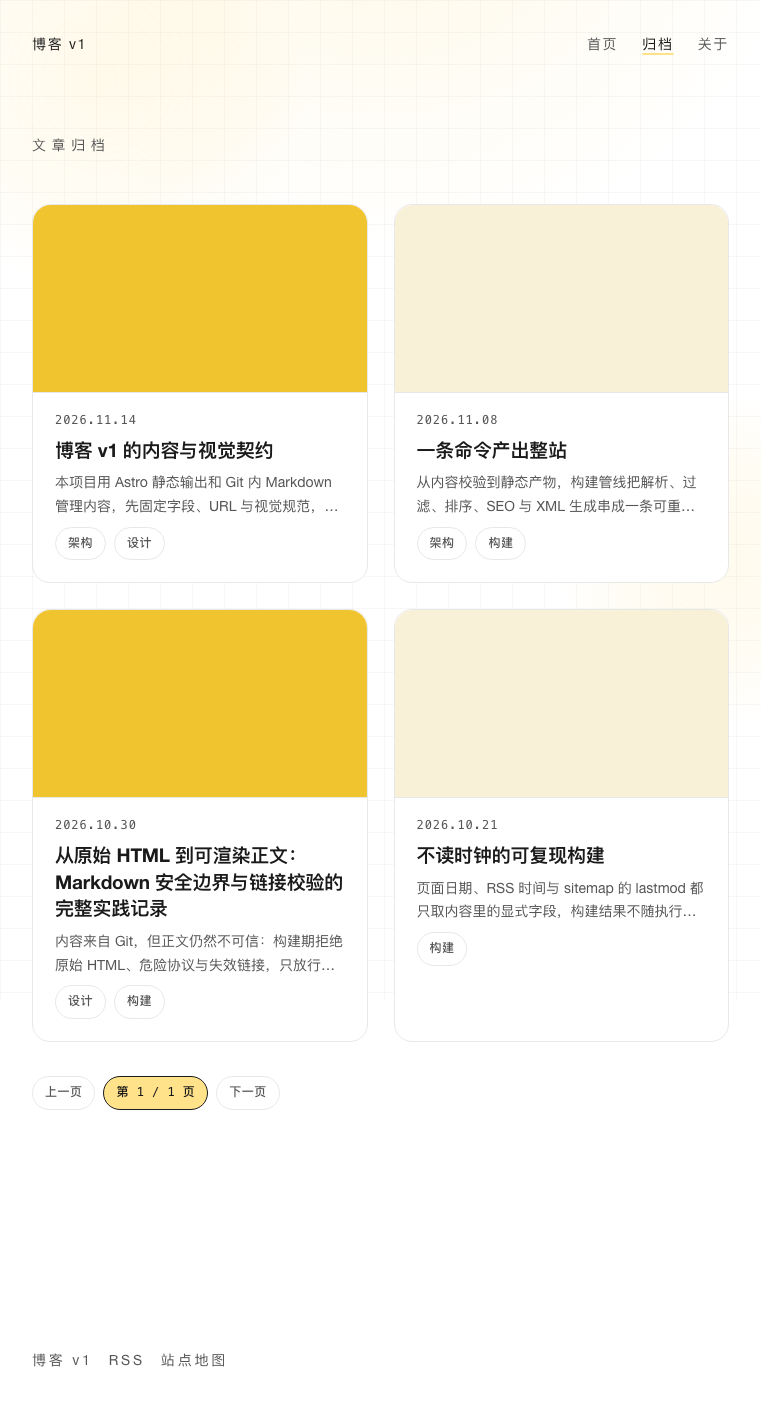 博客 v1
首页 归档 关于
文章归档
2026.11.14
博客 v1 的内容与视觉契约
本项目用 Astro 静态输出和 Git 内 Markdown
管理内容，先固定字段、URL 与视觉规范，…
架构 设计
2026.11.08
一条命令产出整站
从内容校验到静态产物，构建管线把解析、过
滤、排序、SEO 与 XML 生成串成一条可重…
架构 构建
2026.10.30
从原始 HTML 到可渲染正文：
Markdown 安全边界与链接校验的
完整实践记录
内容来自 Git，但正文仍然不可信：构建期拒绝
原始 HTML、危险协议与失效链接，只放行…
设计 构建
2026.10.21
不读时钟的可复现构建
页面日期、RSS 时间与 sitemap 的 lastmod 都
只取内容里的显式字段，构建结果不随执行…
构建
上一页 第 1 / 1 页 下一页
博客 v1 RSS 站点地图